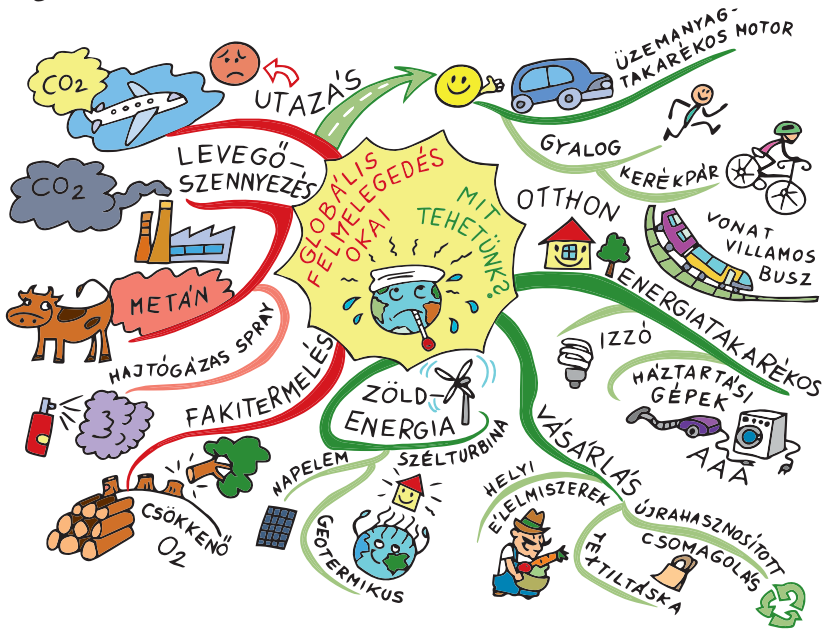 GLOBÁLIS
FELMELEGEDÉS
OKAI
MIT
TEHETÜNK?
UTAZÁS
CO2
LEVEGŐ-
SZENNYEZÉS
CO2
METÁN
HAJTÓGÁZAS SPRAY
FAKITERMELÉS
CSÖKKENŐ
O2
ÜZEMANYAG-
TAKARÉKOS MOTOR
GYALOG
KERÉKPÁR
VONAT
VILLAMOS
BUSZ
OTTHON
ENERGIATAKARÉKOS
IZZÓ
HÁZTARTÁSI
GÉPEK
AAA
VÁSÁRLÁS
HELYI
ÉLELMISZEREK
ÚJRAHASZNOSÍTOTT
CSOMAGOLÁS
TEXTILTÁSKA
ZÖLD-
ENERGIA
SZÉLTURBINA
NAPELEM
GEOTERMIKUS